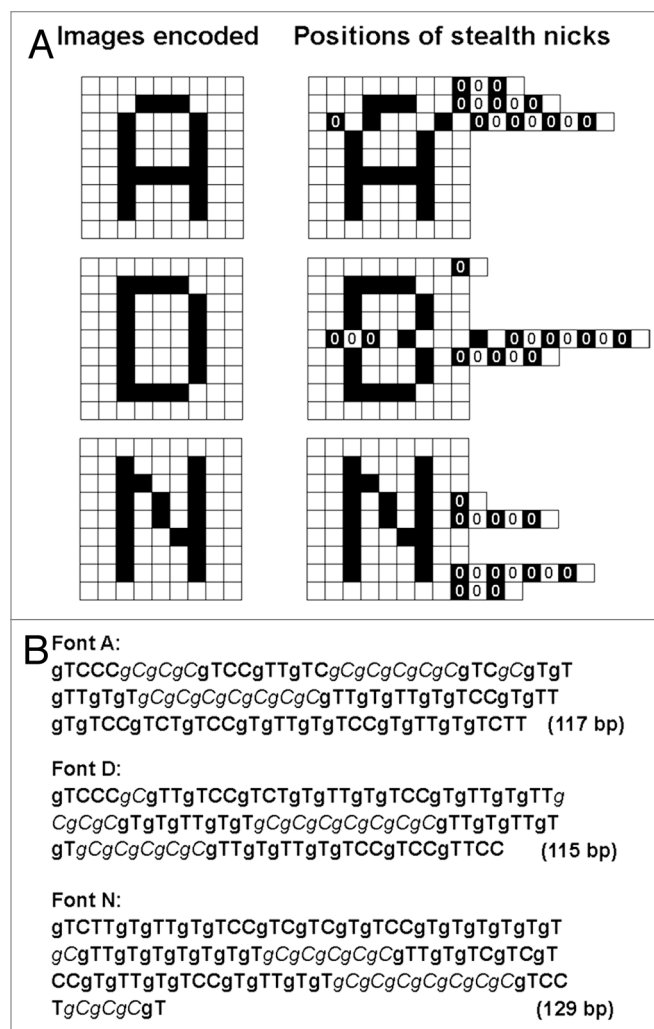 A Images encoded Positions of stealth nicks
0 0 0
0 0 0 0 0
0 0 0 0 0 0 0 0
0
0 0 0 0 0 0 0 0 0 0
0 0 0 0 0
0
0 0 0 0 0
0 0 0 0 0 0 0
0 0 0
B Font A:
gTCCCgCgCgCgTCCgTTgTCgCgCgCgCgCgTCgCgTgT
gTTgTgTgCgCgCgCgCgCgCgTTgTgTTgTgTCCgTgTT
gTgTCCgTCTgTCCgTgTTgTgTCCgTgTTgTgTCTT (117 bp)
Font D:
gTCCCgCgTTgTCCgTCTgTgTTgTgTCCgTgTTgTgTTg
CgCgCgTgTgTTgTgTgCgCgCgCgCgCgCgTTgTgTTgT
gTgCgCgCgCgCgTTgTgTTgTgTCCgTCCgTTCC (115 bp)
Font N:
gTCTTgTgTTgTgTCCgTCgTCgTgTCCgTgTgTgTgTgT
gCgTTgTgTgTgTgTgTgCgCgCgCgCgTTgTgTCgTCgT
CCgTgTTgTgTCCgTgTTgTgTgCgCgCgCgCgCgCgTCC
TgCgCgCgT (129 bp)